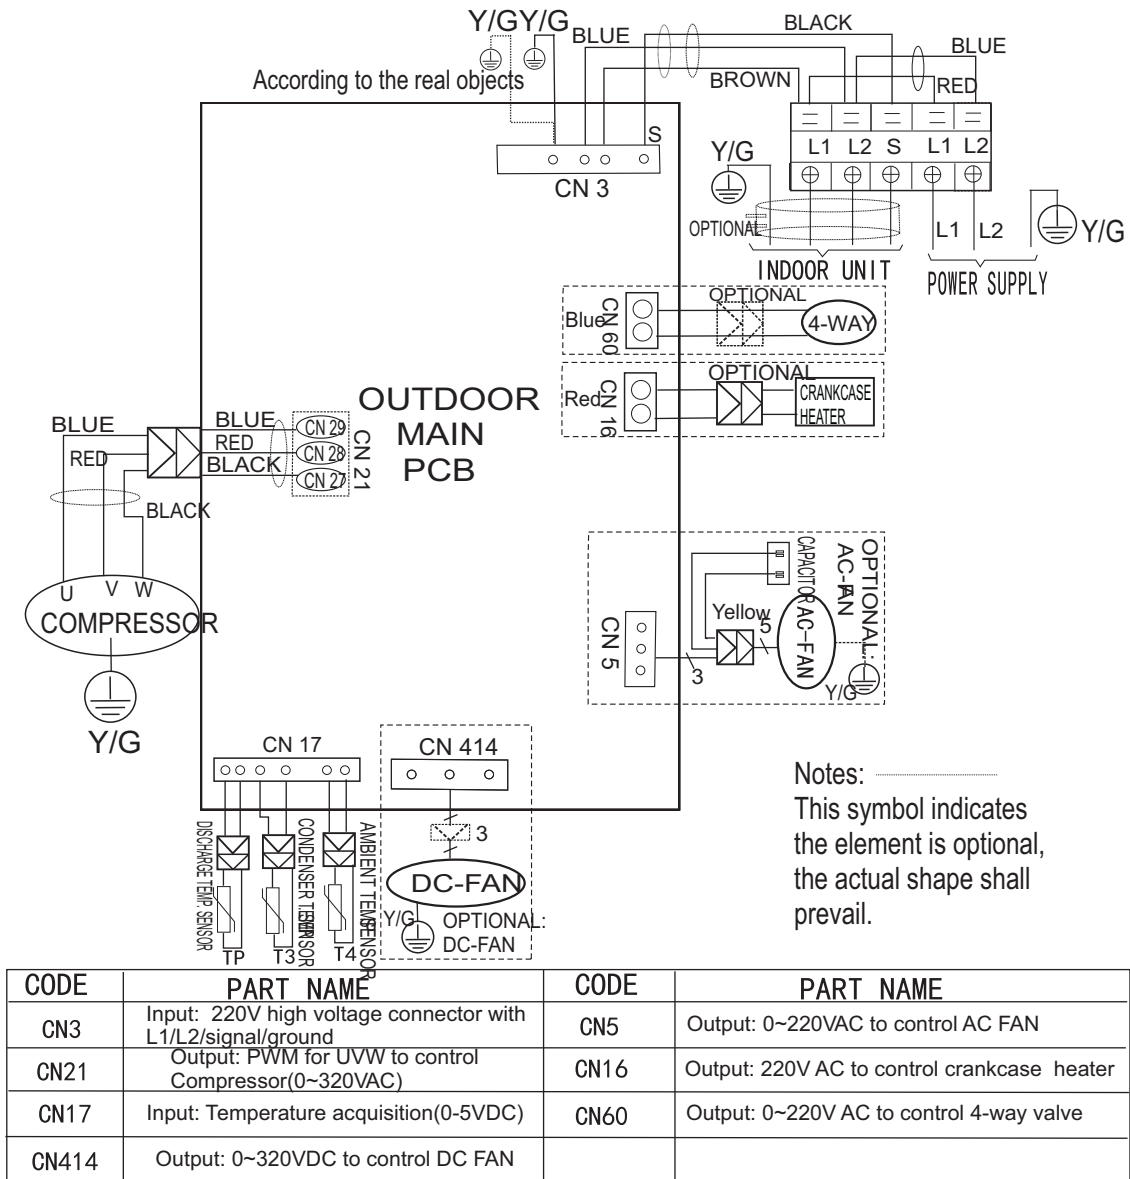 Y/G Y/G
BLUE
BLACK
BLUE
According to the real objects
BROWN
RED
S
CN 3
Y/G
L1 L2 S L1 L2
OPTIONAL
L1 L2
Y/G
INDOOR UNIT
POWER SUPPLY
OPTIONAL
Blue
CN 60
4-WAY
OPTIONAL
Red
CN 16
CRANKCASE
HEATER
OUTDOOR
MAIN
PCB
BLUE
RED
BLACK
BLUE
RED
BLACK
CN 29
CN 28
CN 27
CN 21
U V W
COMPRESSOR
Y/G
OPTIONAL:
AC-FAN
CAPACITOR
CN 5
Yellow
5
3
AC-FAN
Y/G
CN 17
CN 414
DISCHARGE TEMP. SENSOR
CONDENSER TEMP. SENSOR
AMBIENT TEMP. SENSOR
TP T3 T4
3
DC-FAN
Y/G
OPTIONAL:
DC-FAN
Notes:
This symbol indicates
the element is optional,
the actual shape shall
prevail.
CODE PART NAME CODE PART NAME
CN3 Input: 220V high voltage connector with
L1/L2/signal/ground
CN5 Output: 0~220VAC to control AC FAN
CN21 Output: PWM for UVW to control
Compressor(0~320VAC)
CN16 Output: 220V AC to control crankcase heater
CN17 Input: Temperature acquisition(0-5VDC)
CN60 Output: 0~220V AC to control 4-way valve
CN414 Output: 0~320VDC to control DC FAN